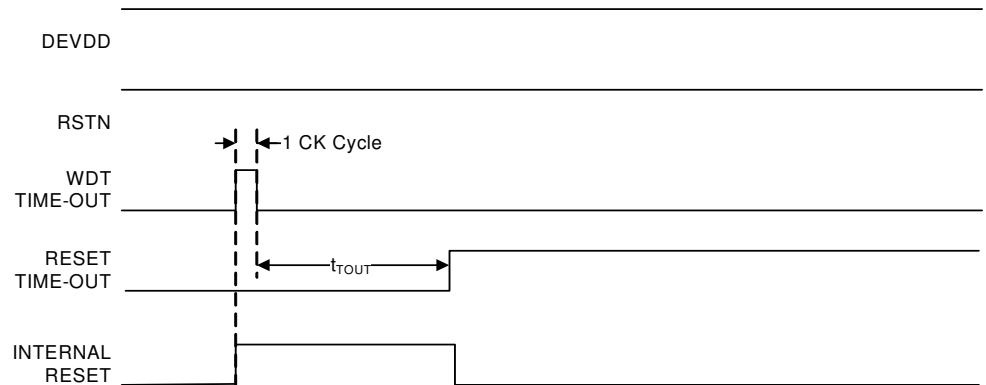 DEVDD
RSTN
1 CK Cycle
WDT
TIME-OUT
RESET
TIME-OUT
tTOUT
INTERNAL
RESET